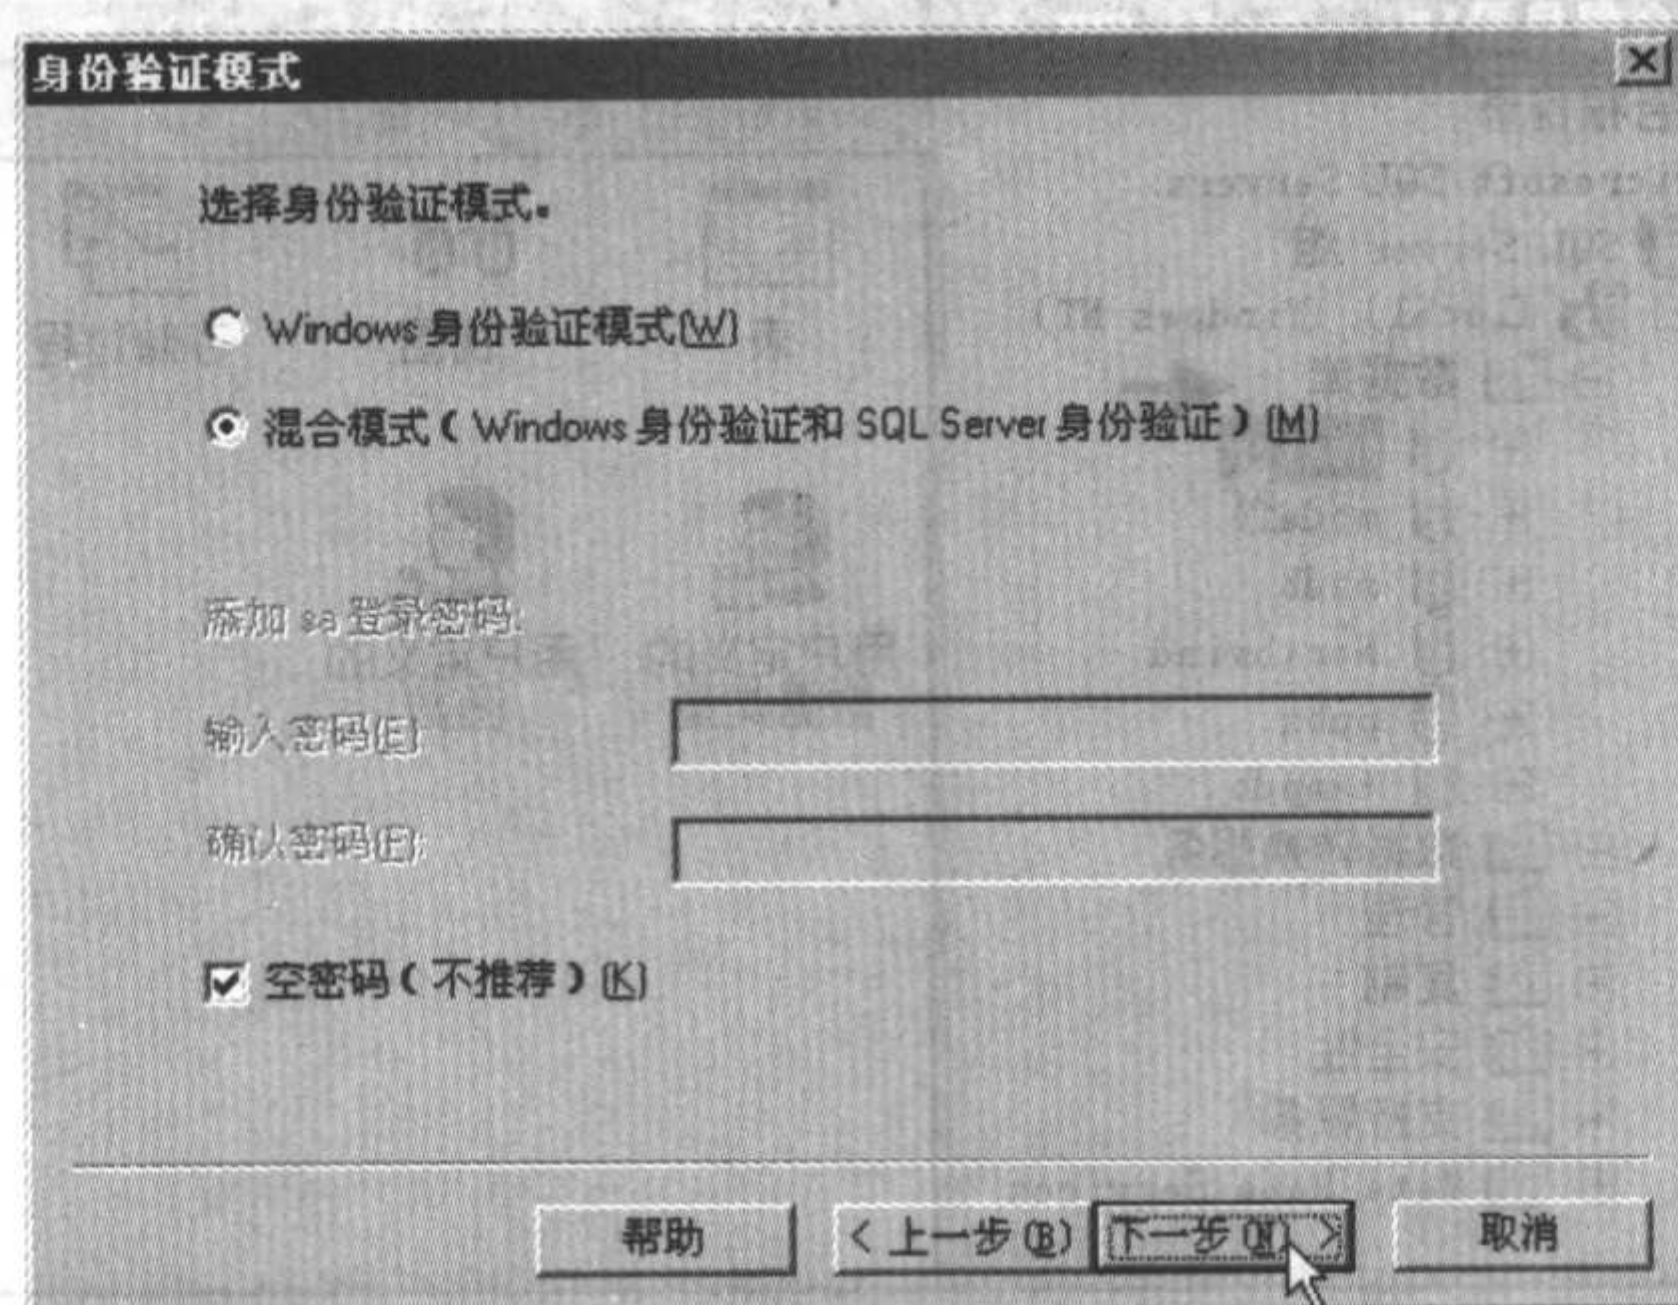 身份验证模式
选择身份验证模式。
Windows 身份验证模式(W)
混合模式（Windows 身份验证和 SQL Server 身份验证）(M)
添加 sa 登录密码:
输入密码(E)
确认密码(F):
空密码（不推荐）(K)
帮助
< 上一步(B)
下一步(N) >
取消